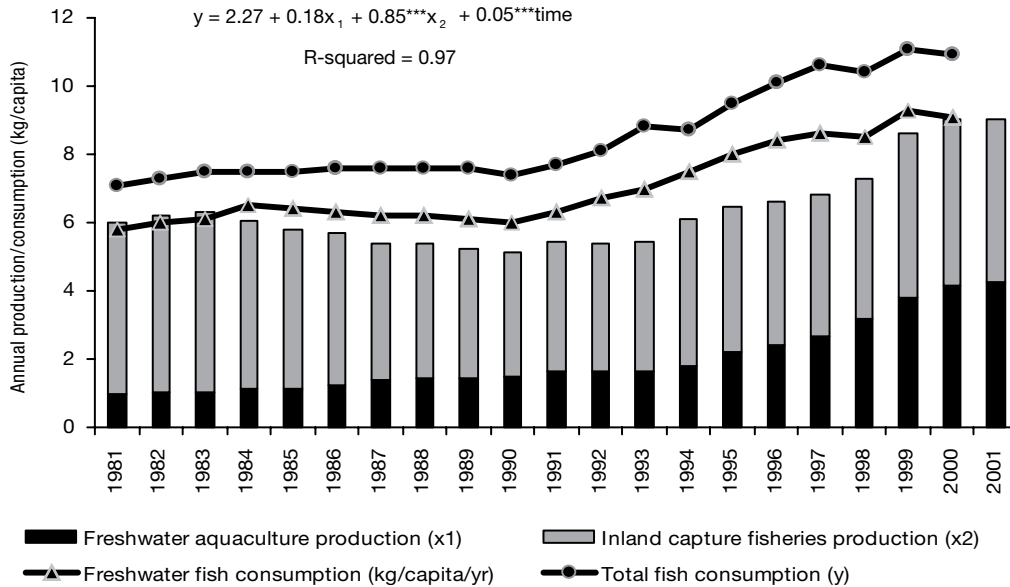 y = 2.27 + 0.18x₁ + 0.85***x₂ + 0.05***time
R-squared = 0.97
Annual production/consumption (kg/capita)
12
10
8
6
4
2
0
1981 1982 1983 1984 1985 1986 1987 1988 1989 1990 1991 1992 1993 1994 1995 1996 1997 1998 1999 2000 2001
Freshwater aquaculture production (x1) Inland capture fisheries production (x2)
Freshwater fish consumption (kg/capita/yr) Total fish consumption (y)